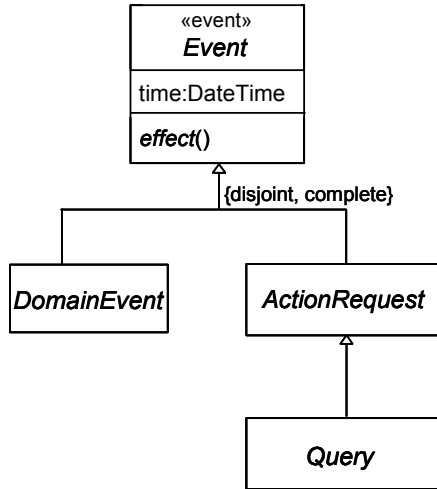 «event»
Event
time:DateTime
effect()
{disjoint, complete}
DomainEvent
ActionRequest
Query